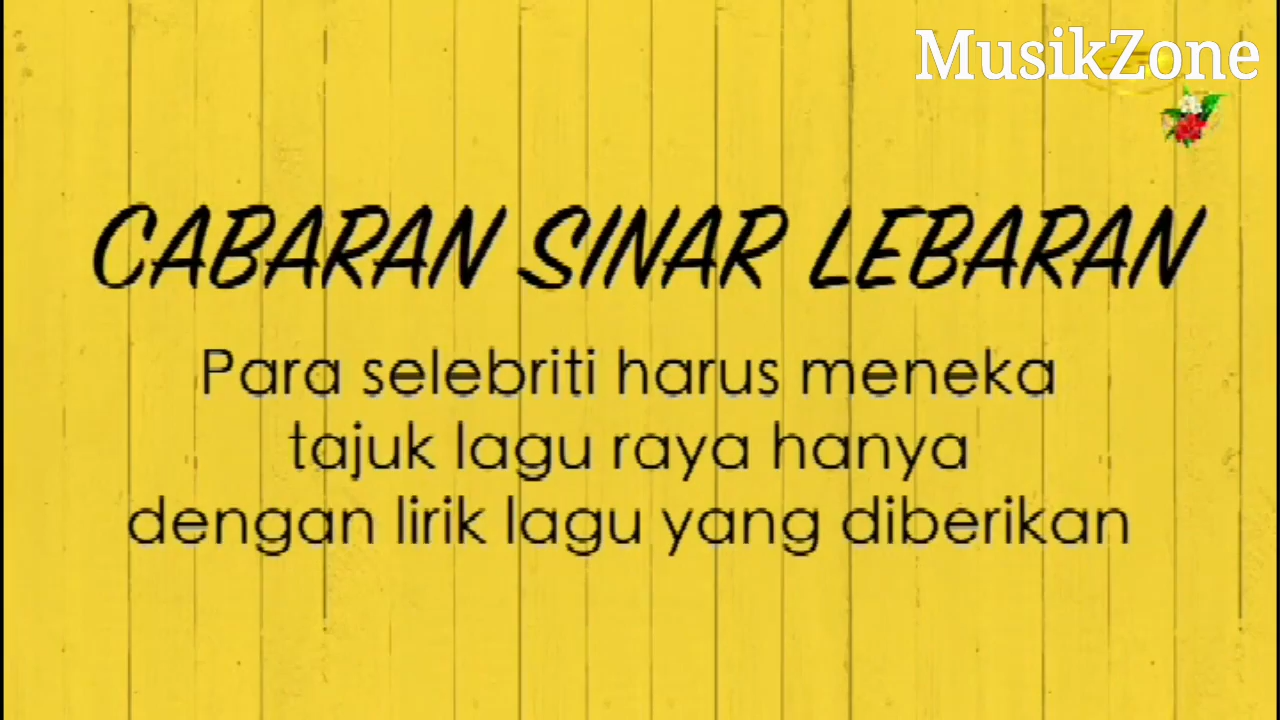 MusikZone
CABARAN SINAR LEBARAN
Para selebriti harus meneka
tajuk lagu raya hanya
dengan lirik lagu yang diberikan